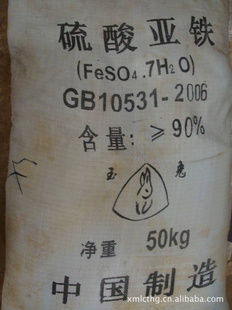 硫酸亚铁
(FeSO4.7H2O)
GB10531-2006
含量: ≥90%
玉 兔
净重 50kg
中国制造
xmlcthg.cn.alibaba.com